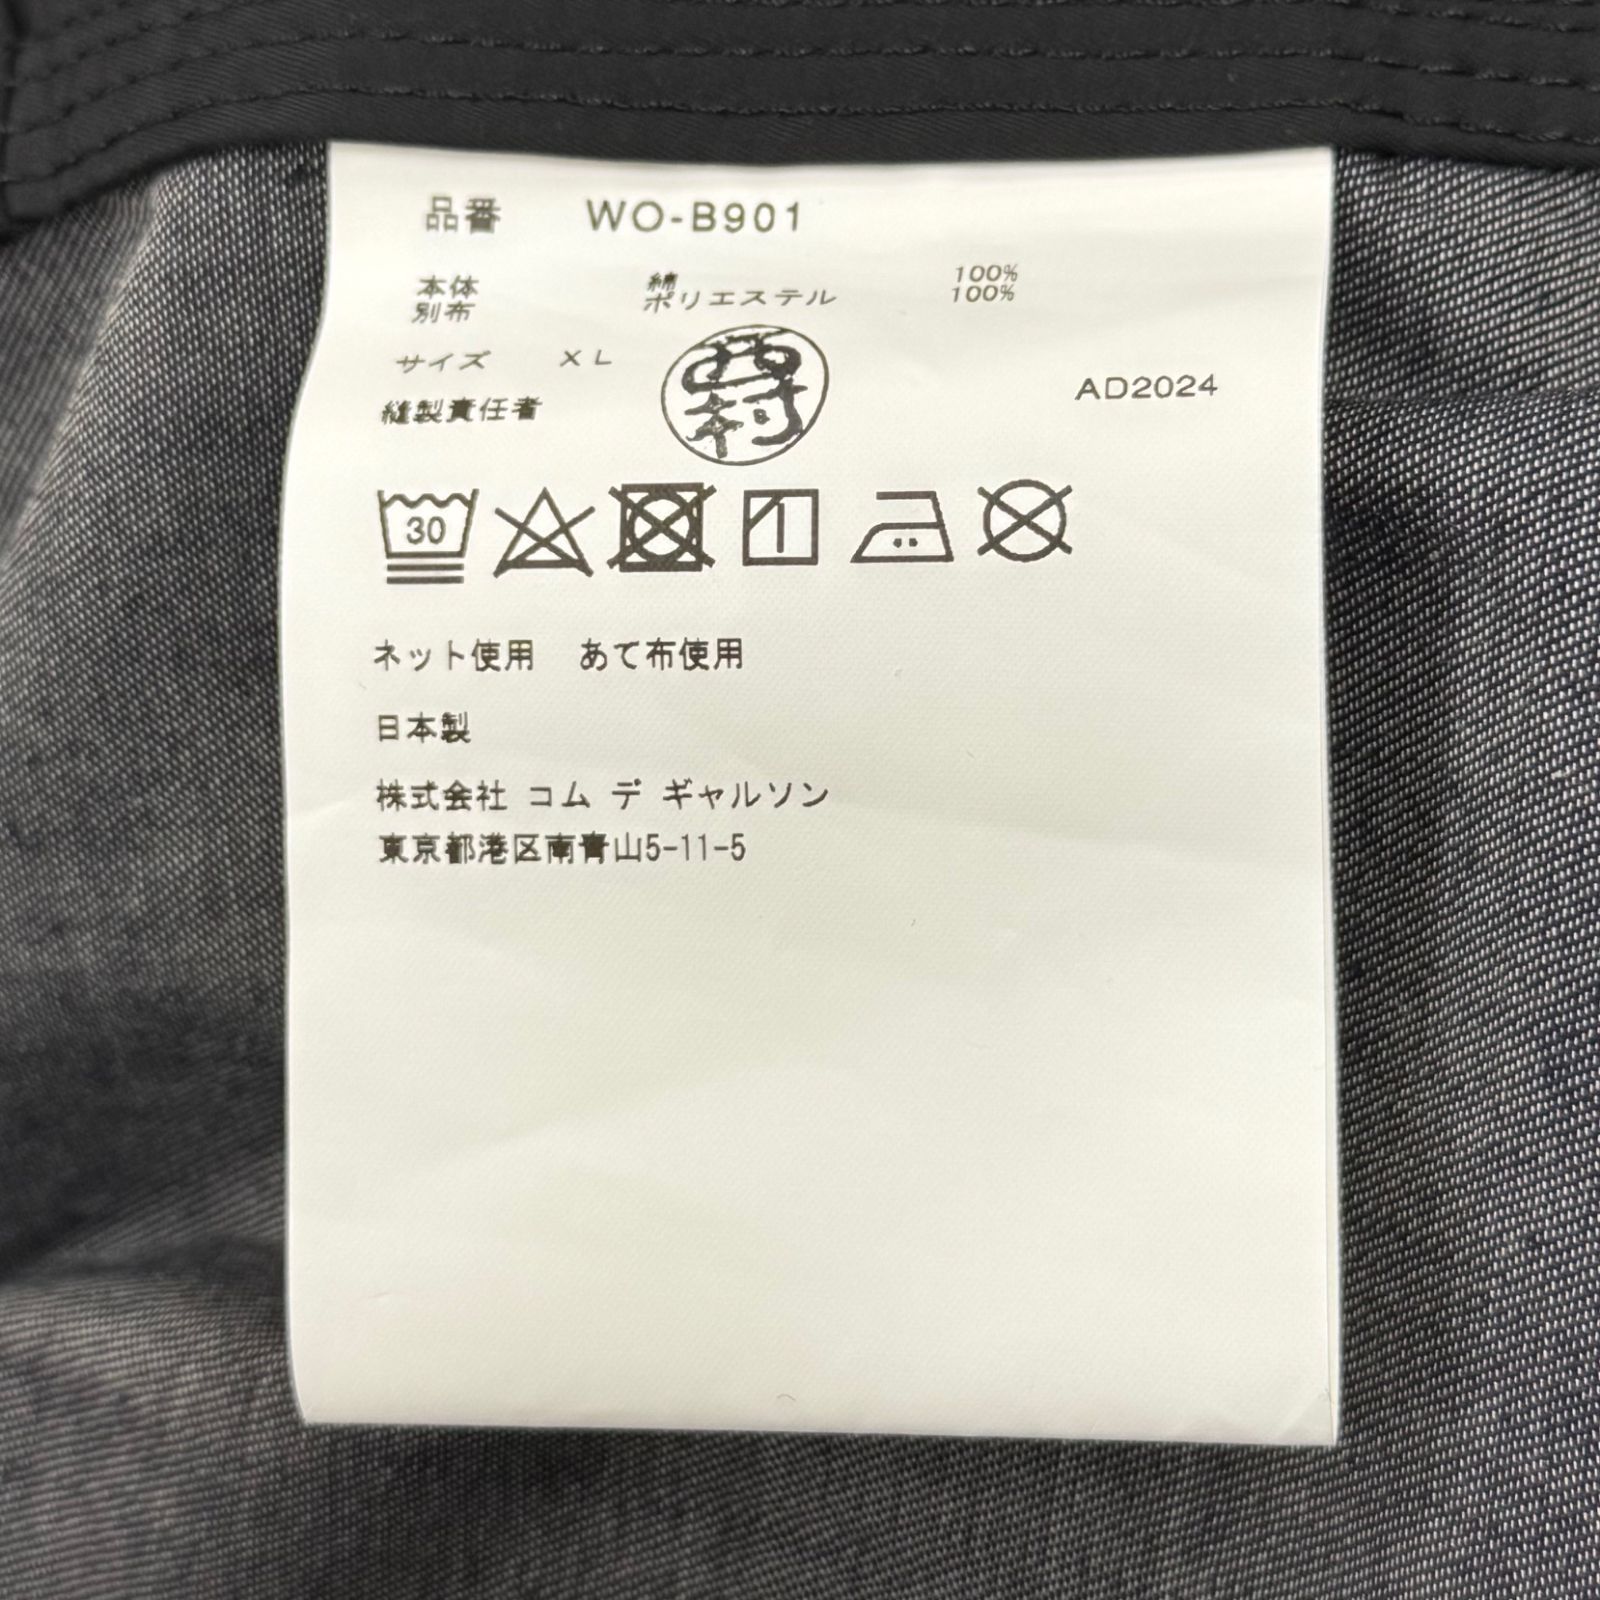 品番 WO-B901
本体 綿 100%
別布 ポリエステル 100%
サイズ XL
AD2024
縫製責任者 西村
30
1
ネット使用 あて布使用
日本製
株式会社 コム デ ギャルソン
東京都港区南青山5-11-5